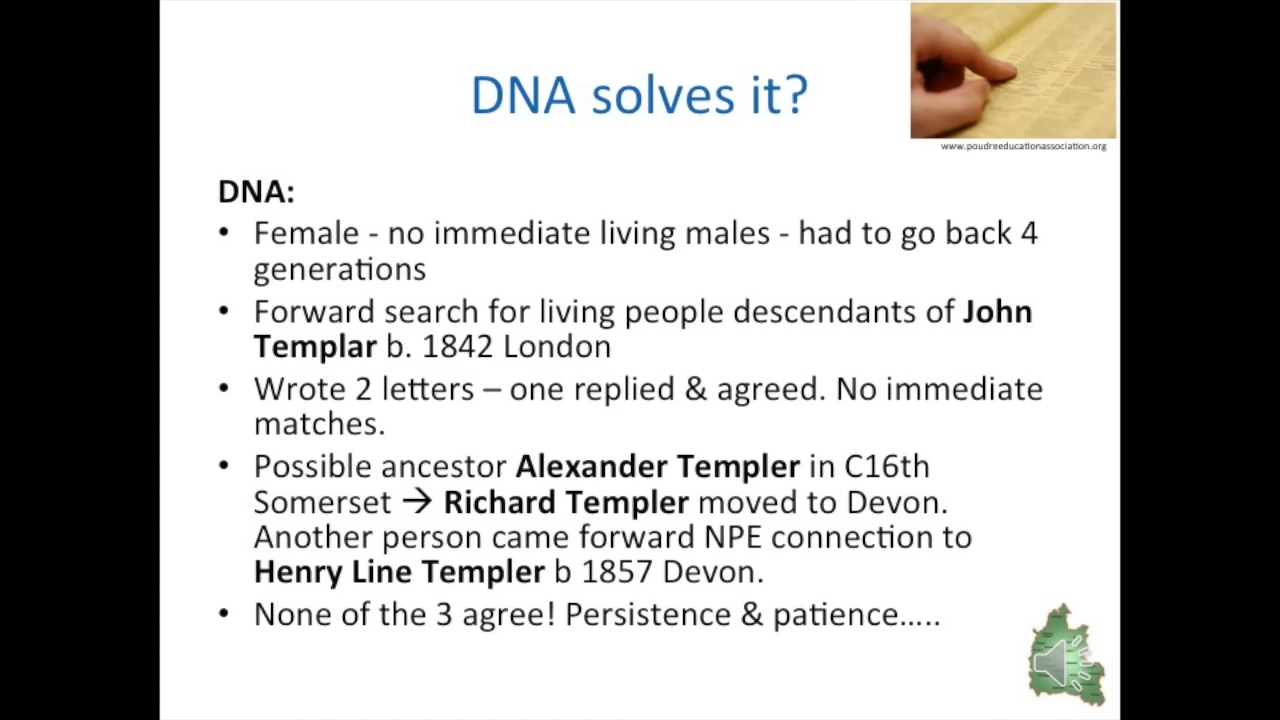 DNA solves it?
www.poudreeducationassociation.org
DNA:
• Female - no immediate living males - had to go back 4
generations
• Forward search for living people descendants of John
Templar b. 1842 London
• Wrote 2 letters – one replied & agreed. No immediate
matches.
• Possible ancestor Alexander Templer in C16th
Somerset → Richard Templer moved to Devon.
Another person came forward NPE connection to
Henry Line Templer b 1857 Devon.
• None of the 3 agree! Persistence & patience.....